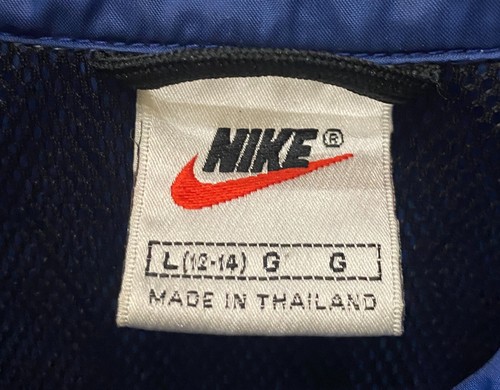 NIKE®
L(12-14) G G
MADE IN THAILAND